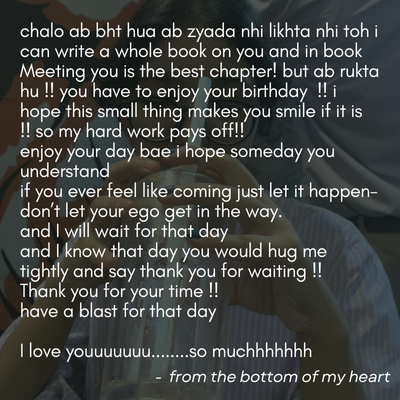 chalo ab bht hua ab zyada nhi likhta nhi toh i
can write a whole book on you and in book
Meeting you is the best chapter! but ab rukta
hu !! you have to enjoy your birthday  !! i
hope this small thing makes you smile if it is
!! so my hard work pays off!!
enjoy your day bae i hope someday you
understand
if you ever feel like coming just let it happen-
don't let your ego get in the way.
and I will wait for that day
and I know that day you would hug me
tightly and say thank you for waiting !!
Thank you for your time !!
have a blast for that day
I love youuuuuuu........so muchhhhhhh
- from the bottom of my heart